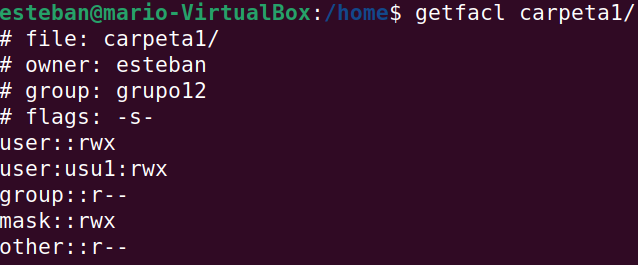 esteban@mario-VirtualBox:/home$ getfacl carpeta1/
# file: carpeta1/
# owner: esteban
# group: grupo12
# flags: -s-
user::rwx
user:usu1:rwx
group::r--
mask::rwx
other::r--